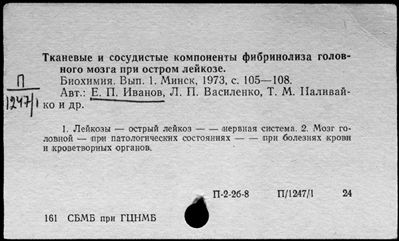 Тканевые и сосудистые компоненты фибринолиза голов-
ного мозга при остром лейкозе.
Биохимия. Вып. 1. Минск, 1973, с. 105—108.
П
1247/1
Авт.: Е. П. Иванов, Л. П. Василенко, Т. М. Наливай-
ко и др.
1. Лейкозы — острый лейкоз — — нервная система. 2. Мозг го-
ловной — при патологических состояниях — — при болезнях крови
и кроветворных органов.
П-2-2б-8 П/1247/1 24
161 СБМБ при ГЦНМБ